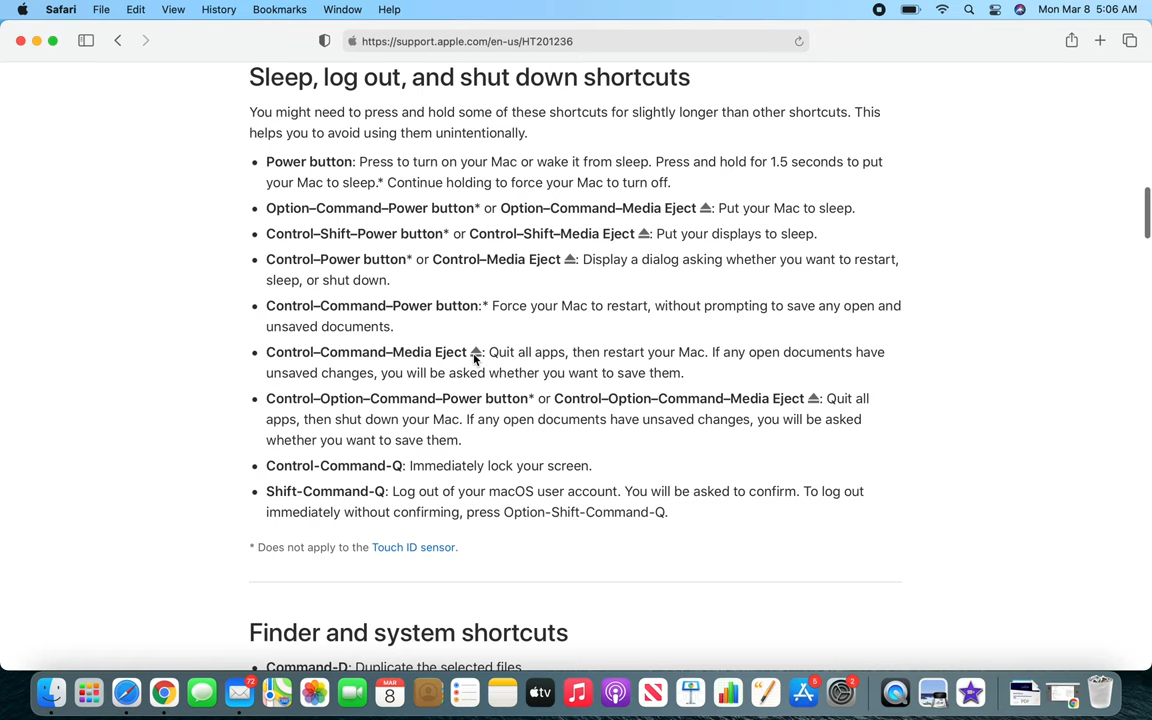 Safari File Edit View History Bookmarks Window Help Mon Mar 8 5:06 AM
https://support.apple.com/en-us/HT201236
Sleep, log out, and shut down shortcuts
You might need to press and hold some of these shortcuts for slightly longer than other shortcuts. This
helps you to avoid using them unintentionally.
• Power button: Press to turn on your Mac or wake it from sleep. Press and hold for 1.5 seconds to put
your Mac to sleep.* Continue holding to force your Mac to turn off.
• Option–Command–Power button* or Option–Command–Media Eject ⏏: Put your Mac to sleep.
• Control–Shift–Power button* or Control–Shift–Media Eject ⏏: Put your displays to sleep.
• Control–Power button* or Control–Media Eject ⏏: Display a dialog asking whether you want to restart,
sleep, or shut down.
• Control–Command–Power button:* Force your Mac to restart, without prompting to save any open and
unsaved documents.
• Control–Command–Media Eject ⏏: Quit all apps, then restart your Mac. If any open documents have
unsaved changes, you will be asked whether you want to save them.
• Control–Option–Command–Power button* or Control–Option–Command–Media Eject ⏏: Quit all
apps, then shut down your Mac. If any open documents have unsaved changes, you will be asked
whether you want to save them.
• Control-Command-Q: Immediately lock your screen.
• Shift-Command-Q: Log out of your macOS user account. You will be asked to confirm. To log out
immediately without confirming, press Option-Shift-Command-Q.
* Does not apply to the Touch ID sensor.
Finder and system shortcuts
• Command-D: Duplicate the selected files.
72 MAR 8 tv 5 2